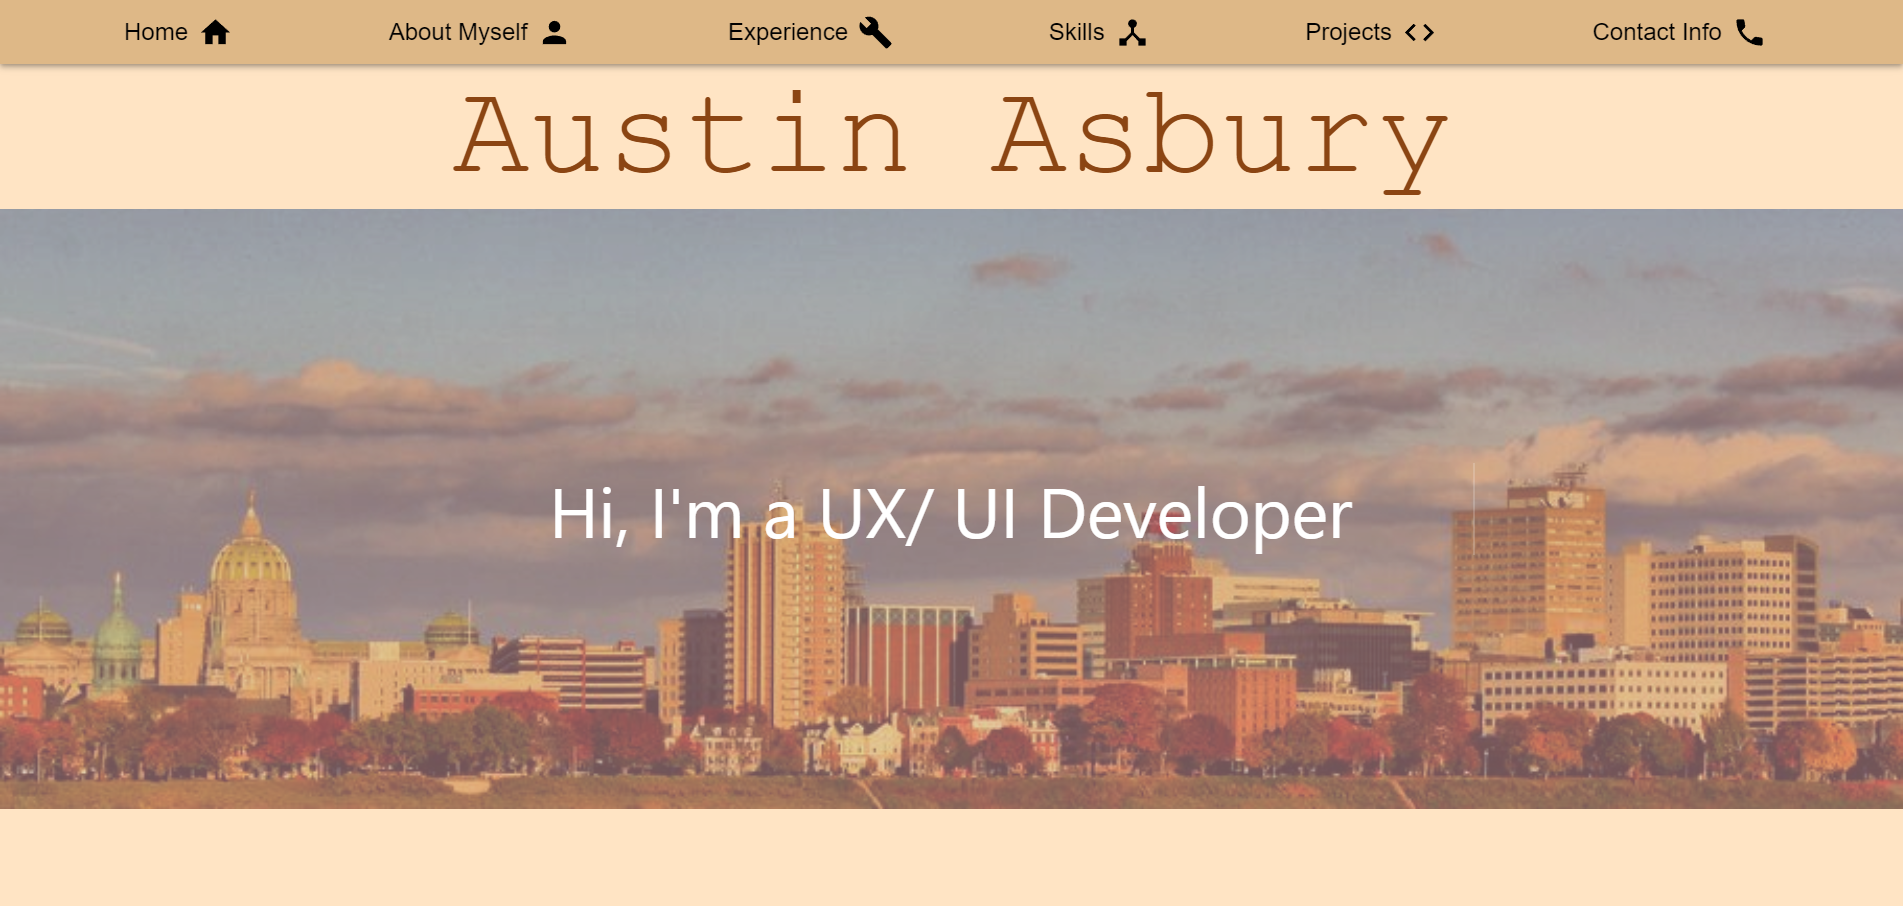 Home About Myself Experience Skills Projects Contact Info
Austin Asbury
Hi, I'm a UX/ UI Developer